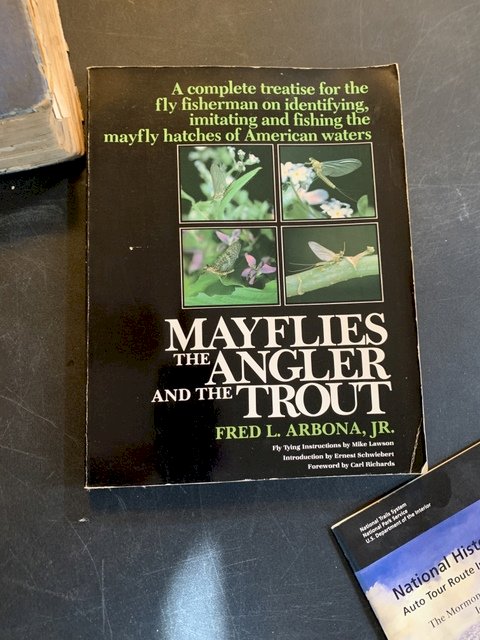 A complete treatise for the
fly fisherman on identifying,
imitating and fishing the
mayfly hatches of American waters
MAYFLIES
THE ANGLER
AND THE TROUT
FRED L. ARBONA, JR.
Fly Tying Instructions by Mike Lawson
Introduction by Ernest Schwiebert
Foreword by Carl Richards
National Trails System
National Park Service
U.S. Department of the Interior
National Histo
Auto Tour Route
The Mormon